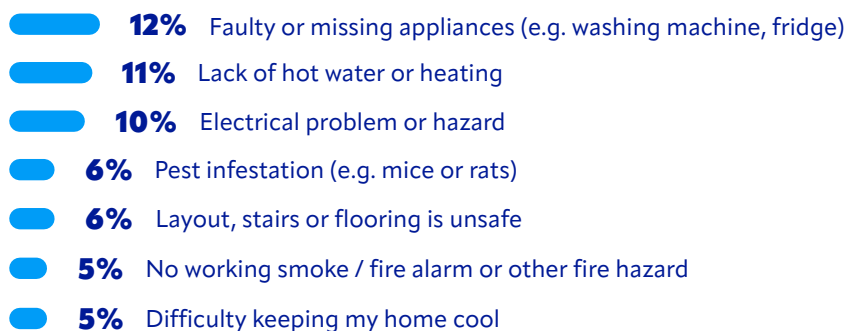 12% Faulty or missing appliances (e.g. washing machine, fridge)
11% Lack of hot water or heating
10% Electrical problem or hazard
6% Pest infestation (e.g. mice or rats)
6% Layout, stairs or flooring is unsafe
5% No working smoke / fire alarm or other fire hazard
5% Difficulty keeping my home cool